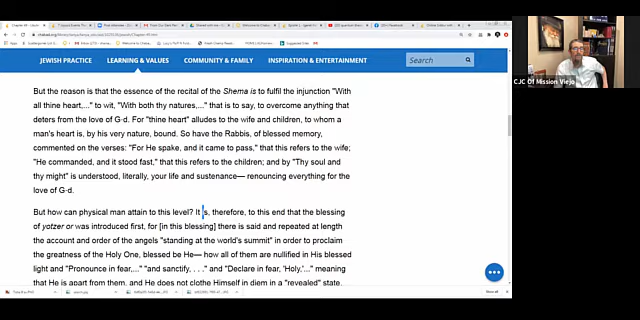 JEWISH PRACTICE LEARNING & VALUES COMMUNITY & FAMILY INSPIRATION & ENTERTAINMENT Search
But the reason is that the essence of the recital of the Shema is to fulfil the injunction "With
all thine heart,..." to wit, "With both thy natures,..." that is to say, to overcome anything that
deters from the love of G-d. For "thine heart" alludes to the wife and children, to whom a
man's heart is, by his very nature, bound. So have the Rabbis, of blessed memory,
commented on the verses: "For He spake, and it came to pass," that this refers to the wife;
"He commanded, and it stood fast," that this refers to the children; and by "Thy soul and
thy might" is understood, literally, your life and sustenance— renouncing everything for the
love of G-d.
But how can physical man attain to this level? It is, therefore, to this end that the blessing
of yotzer or was introduced first, for [in this blessing] there is said and repeated at length
the account and order of the angels "standing at the world's summit" in order to proclaim
the greatness of the Holy One, blessed be He— how all of them are nullified in His blessed
light and "Pronounce in fear,..." "and sanctify, . . ." and "Declare in fear, 'Holy,'..." meaning
that He is apart from them, and He does not clothe Himself in them in a "revealed" state,
Show all
CJC Of Mission Viejo